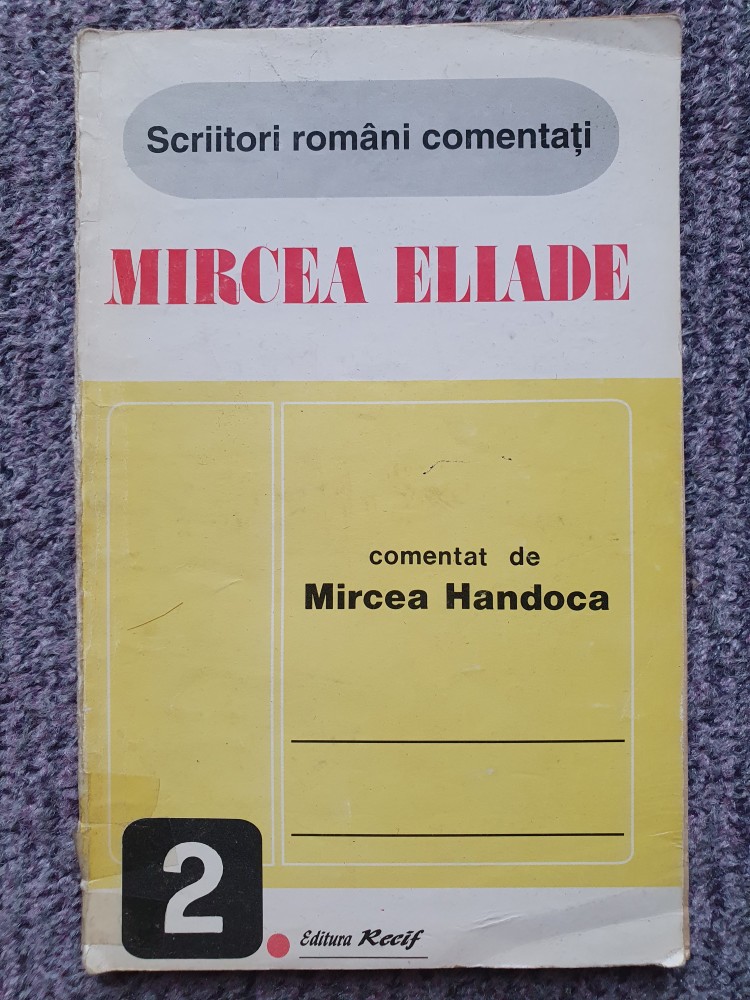 Scriitori români comentați
MIRCEA ELIADE
comentat de
Mircea Handoca
2
Editura Recif